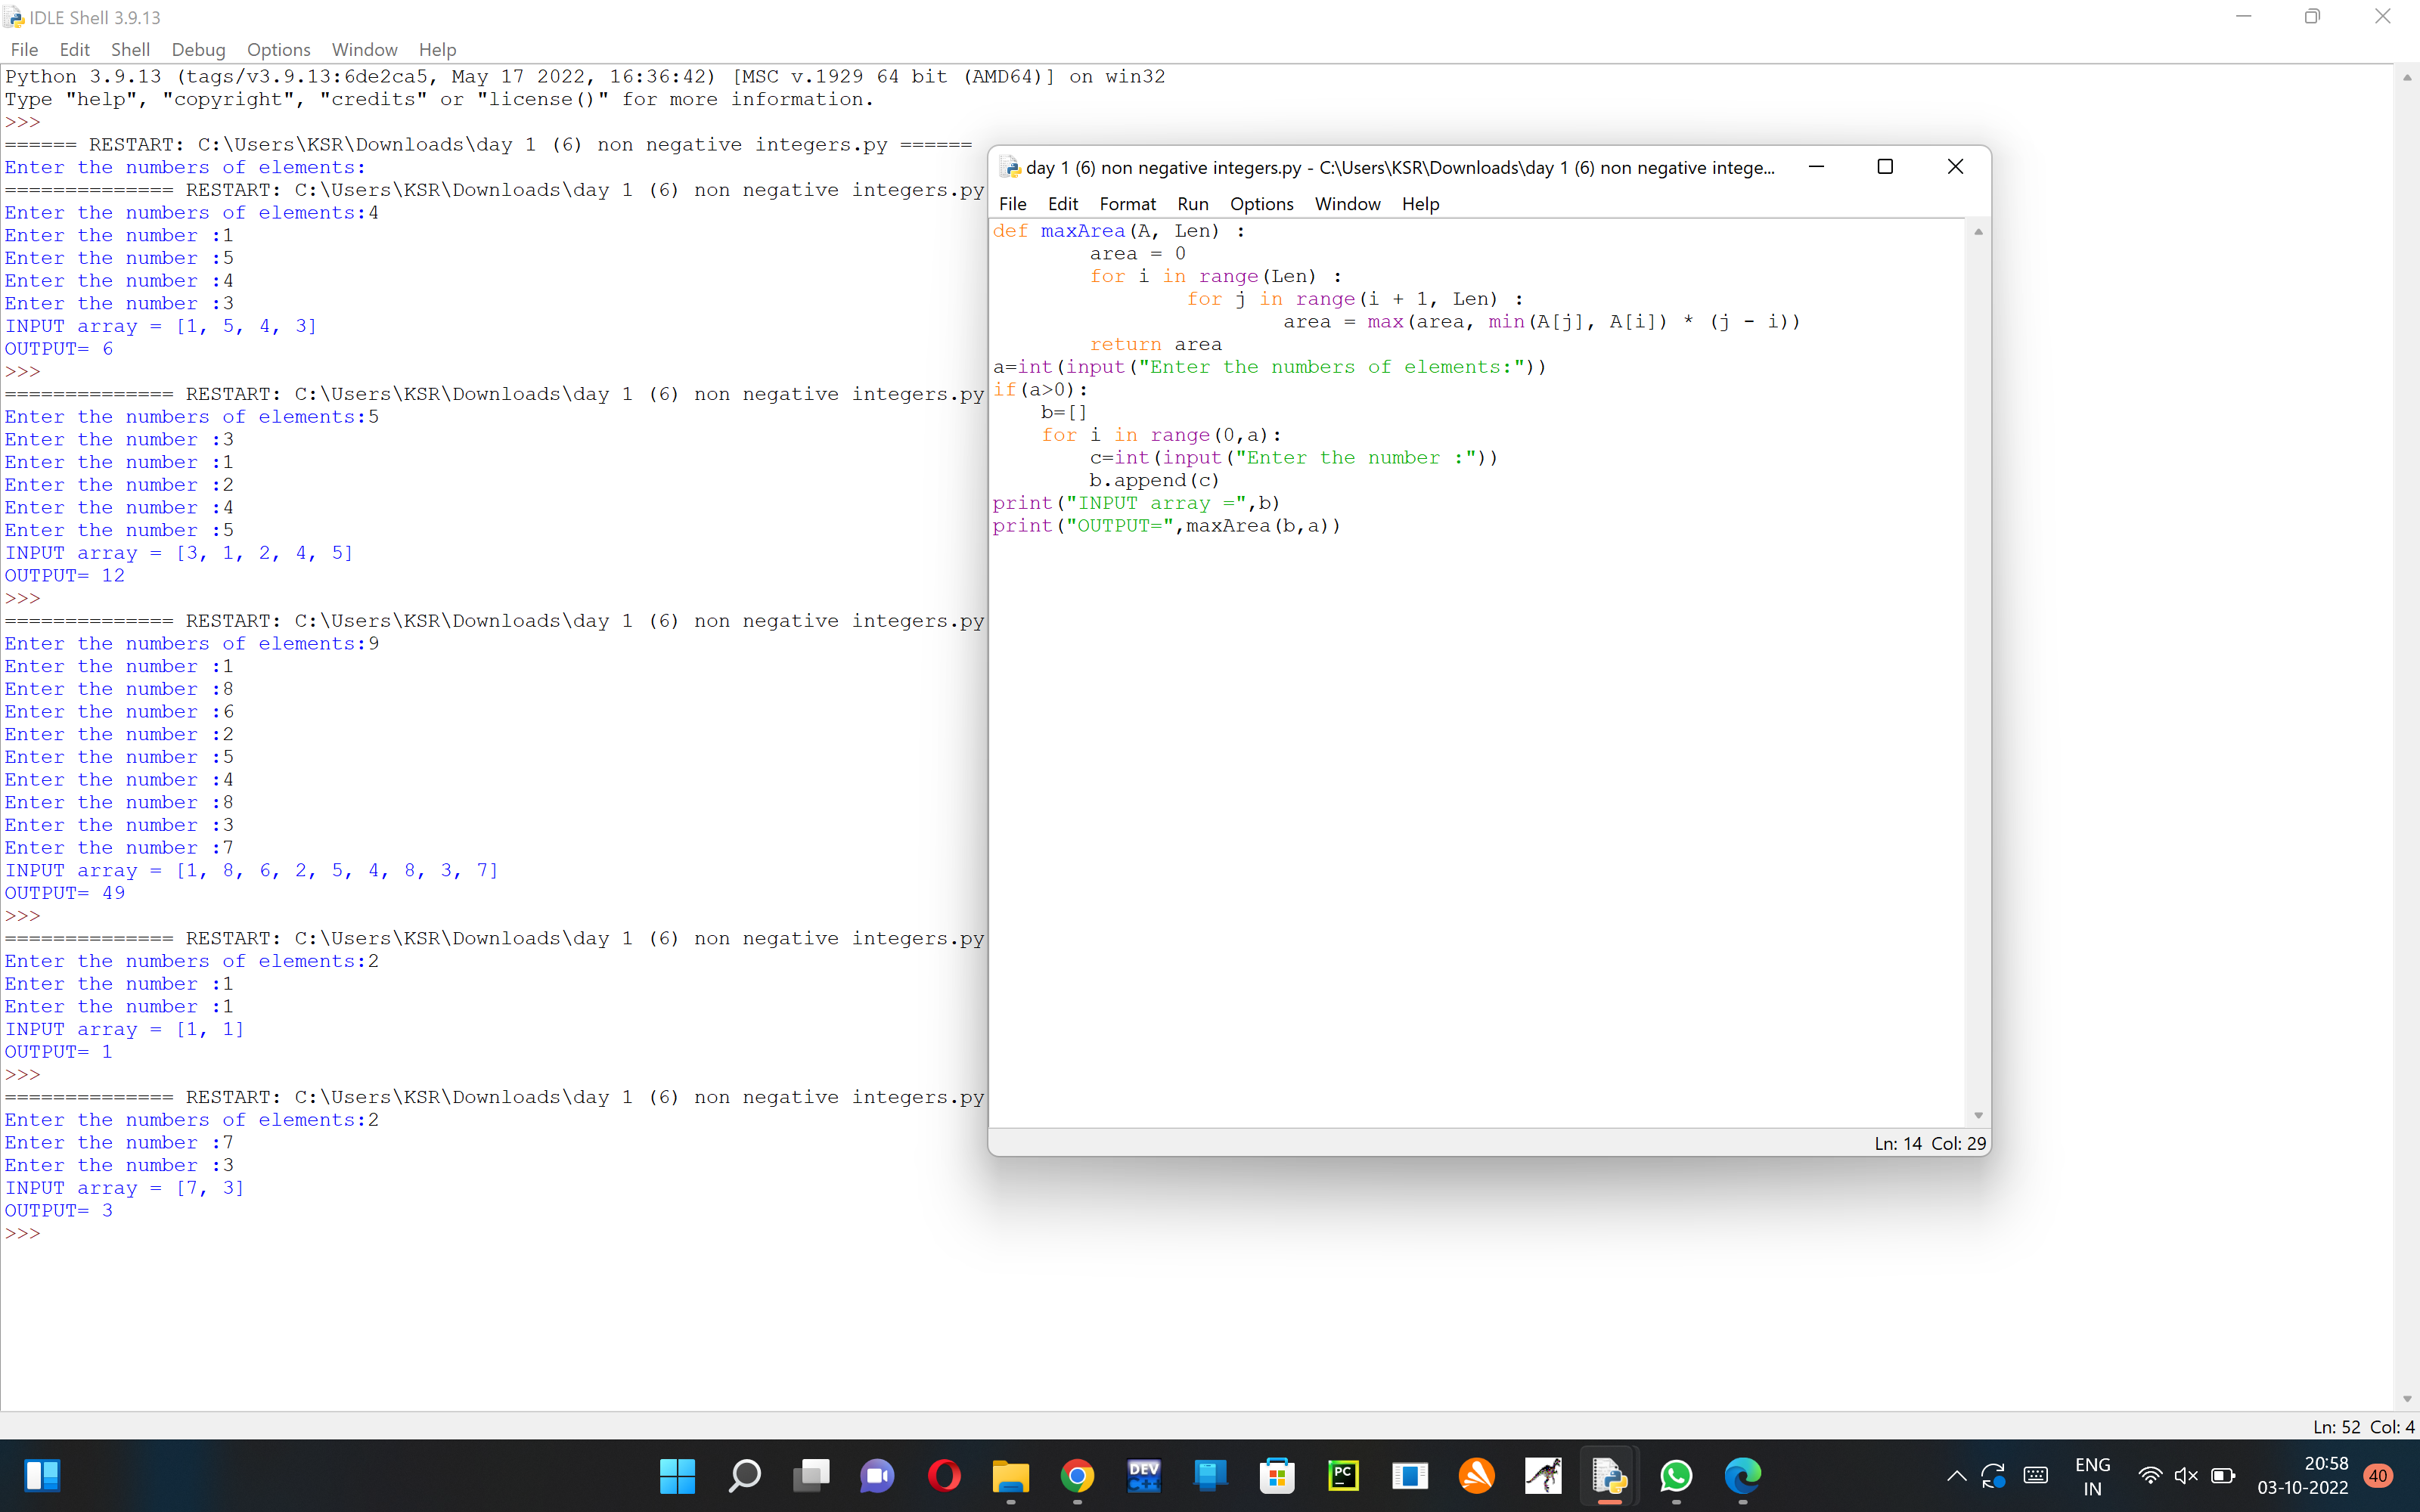 IDLE Shell 3.9.13
File Edit Shell Debug Options Window Help
Python 3.9.13 (tags/v3.9.13:6de2ca5, May 17 2022, 16:36:42) [MSC v.1929 64 bit (AMD64)] on win32
Type "help", "copyright", "credits" or "license()" for more information.
>>>
====== RESTART: C:\Users\KSR\Downloads\day 1 (6) non negative integers.py ======
Enter the numbers of elements:
============== RESTART: C:\Users\KSR\Downloads\day 1 (6) non negative integers.py
Enter the numbers of elements:4
Enter the number :1
Enter the number :5
Enter the number :4
Enter the number :3
INPUT array = [1, 5, 4, 3]
OUTPUT= 6
>>>
============== RESTART: C:\Users\KSR\Downloads\day 1 (6) non negative integers.py
Enter the numbers of elements:5
Enter the number :3
Enter the number :1
Enter the number :2
Enter the number :4
Enter the number :5
INPUT array = [3, 1, 2, 4, 5]
OUTPUT= 12
>>>
============== RESTART: C:\Users\KSR\Downloads\day 1 (6) non negative integers.py
Enter the numbers of elements:9
Enter the number :1
Enter the number :8
Enter the number :6
Enter the number :2
Enter the number :5
Enter the number :4
Enter the number :8
Enter the number :3
Enter the number :7
INPUT array = [1, 8, 6, 2, 5, 4, 8, 3, 7]
OUTPUT= 49
>>>
============== RESTART: C:\Users\KSR\Downloads\day 1 (6) non negative integers.py
Enter the numbers of elements:2
Enter the number :1
Enter the number :1
INPUT array = [1, 1]
OUTPUT= 1
>>>
============== RESTART: C:\Users\KSR\Downloads\day 1 (6) non negative integers.py
Enter the numbers of elements:2
Enter the number :7
Enter the number :3
INPUT array = [7, 3]
OUTPUT= 3
>>>
day 1 (6) non negative integers.py - C:\Users\KSR\Downloads\day 1 (6) non negative intege...
File Edit Format Run Options Window Help
def maxArea(A, Len) :
        area = 0
        for i in range(Len) :
                for j in range(i + 1, Len) :
                        area = max(area, min(A[j], A[i]) * (j - i))
        return area
a=int(input("Enter the numbers of elements:"))
if(a>0):
    b=[]
    for i in range(0,a):
        c=int(input("Enter the number :"))
        b.append(c)
print("INPUT array =",b)
print("OUTPUT=",maxArea(b,a))
Ln: 14 Col: 29
Ln: 52 Col: 4
DEV C++
PC
ENG
IN
20:58
03-10-2022
40